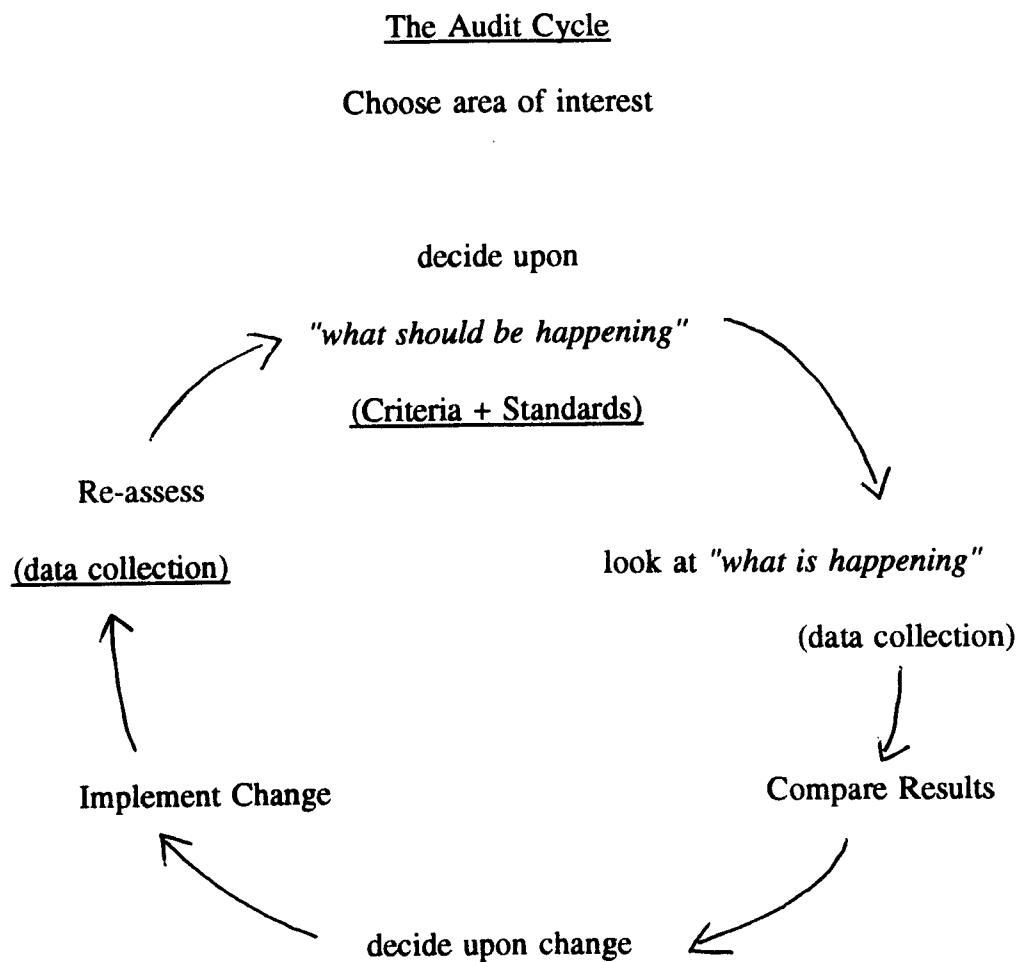 The Audit Cycle
Choose area of interest
decide upon
"what should be happening"
(Criteria + Standards)
look at "what is happening"
(data collection)
Compare Results
decide upon change
Implement Change
Re-assess
(data collection)